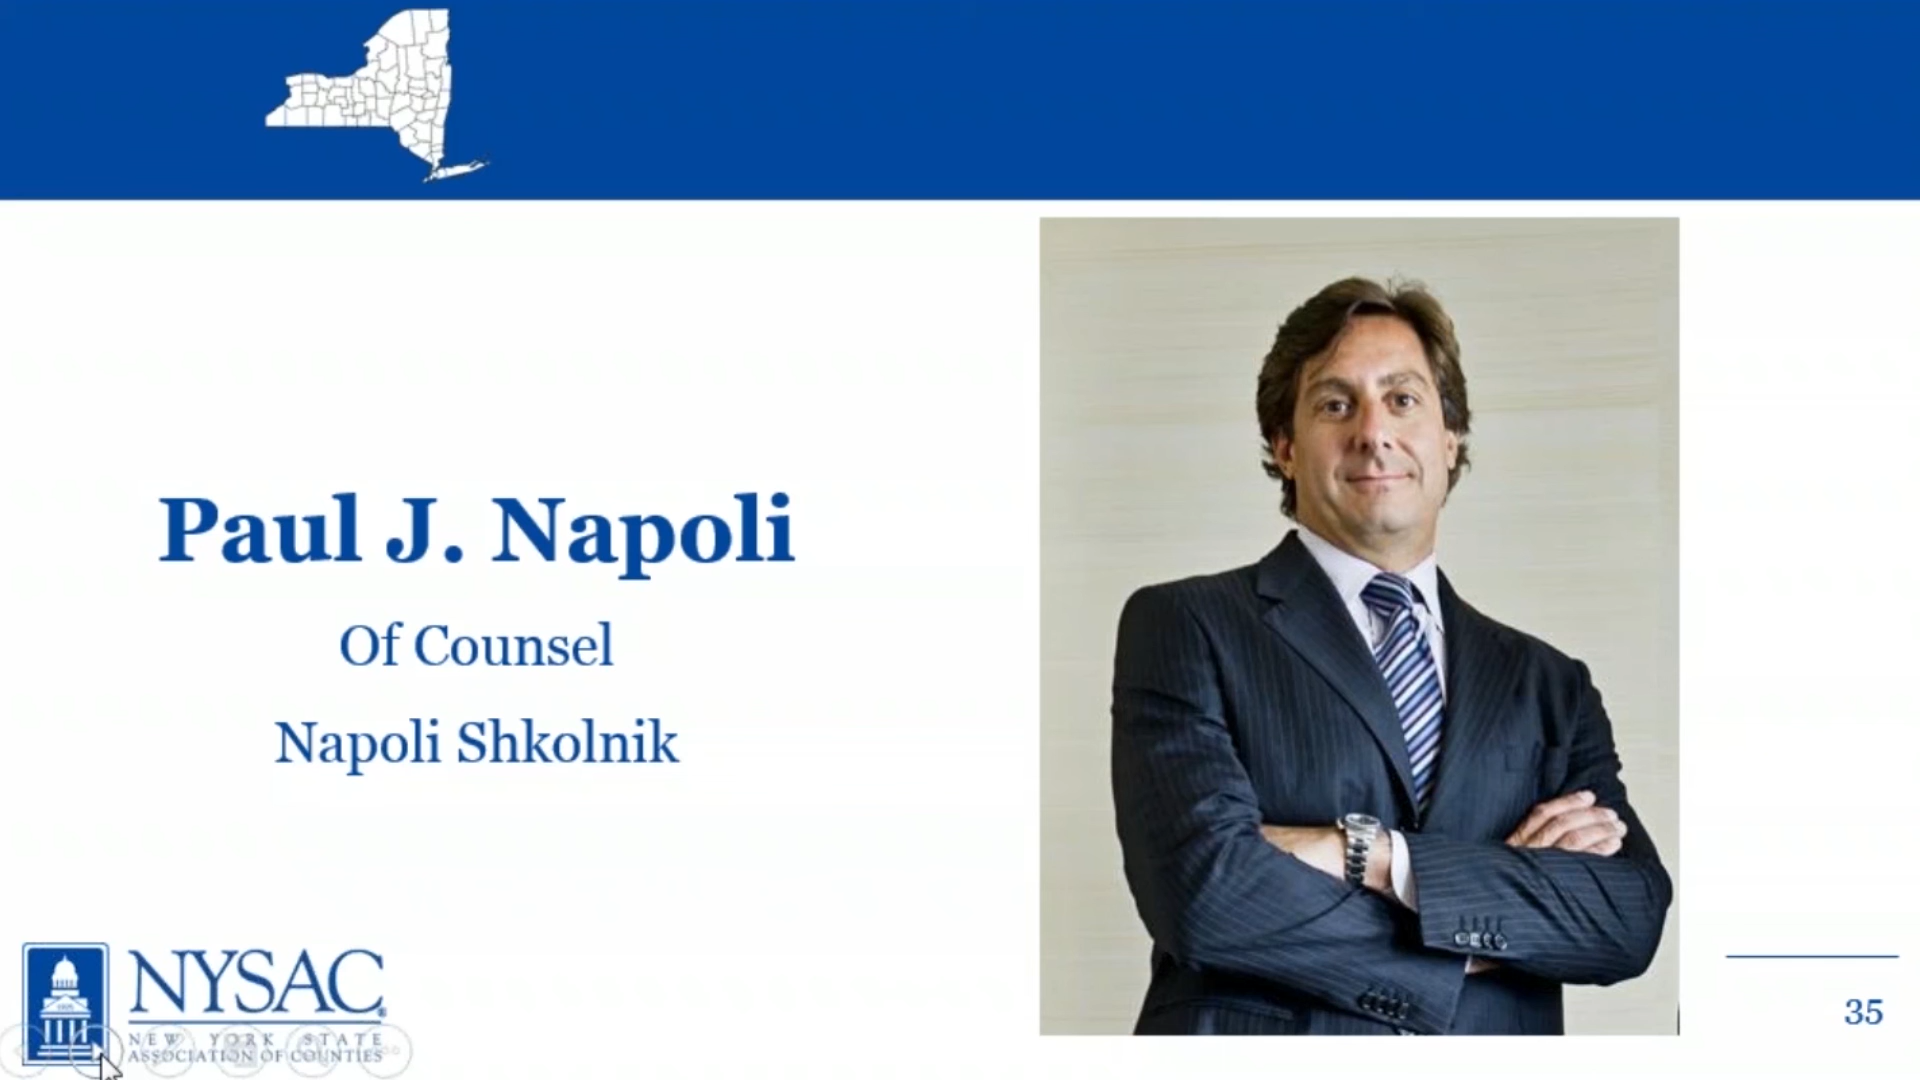 Paul J. Napoli
Of Counsel
Napoli Shkolnik
NYSAC
NEW YORK STATE
ASSOCIATION OF COUNTIES
35